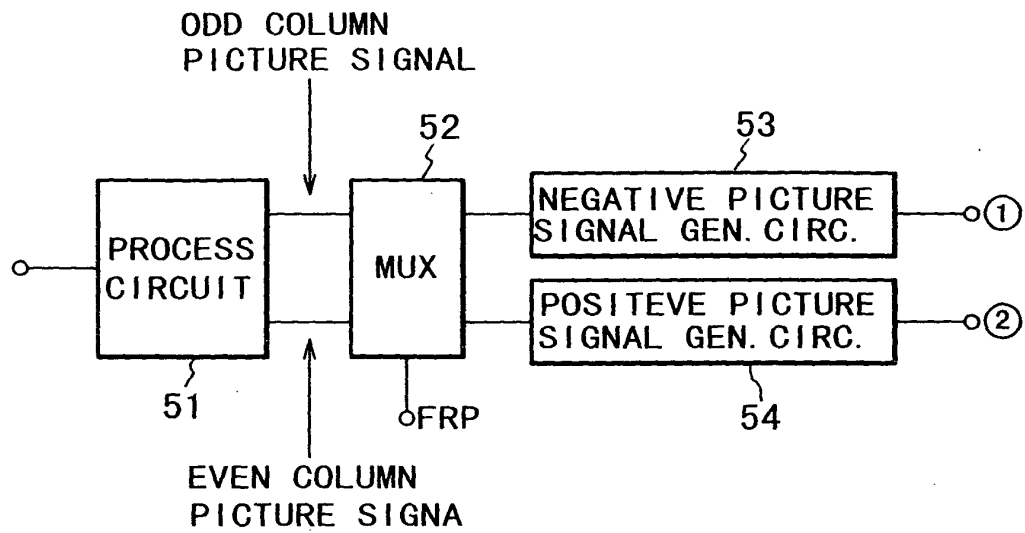 ODD COLUMN
PICTURE SIGNAL
52
53
PROCESS
CIRCUIT
MUX
NEGATIVE PICTURE
SIGNAL GEN. CIRC.
1
POSITEVE PICTURE
SIGNAL GEN. CIRC.
2
51
FRP
54
EVEN COLUMN
PICTURE SIGNA